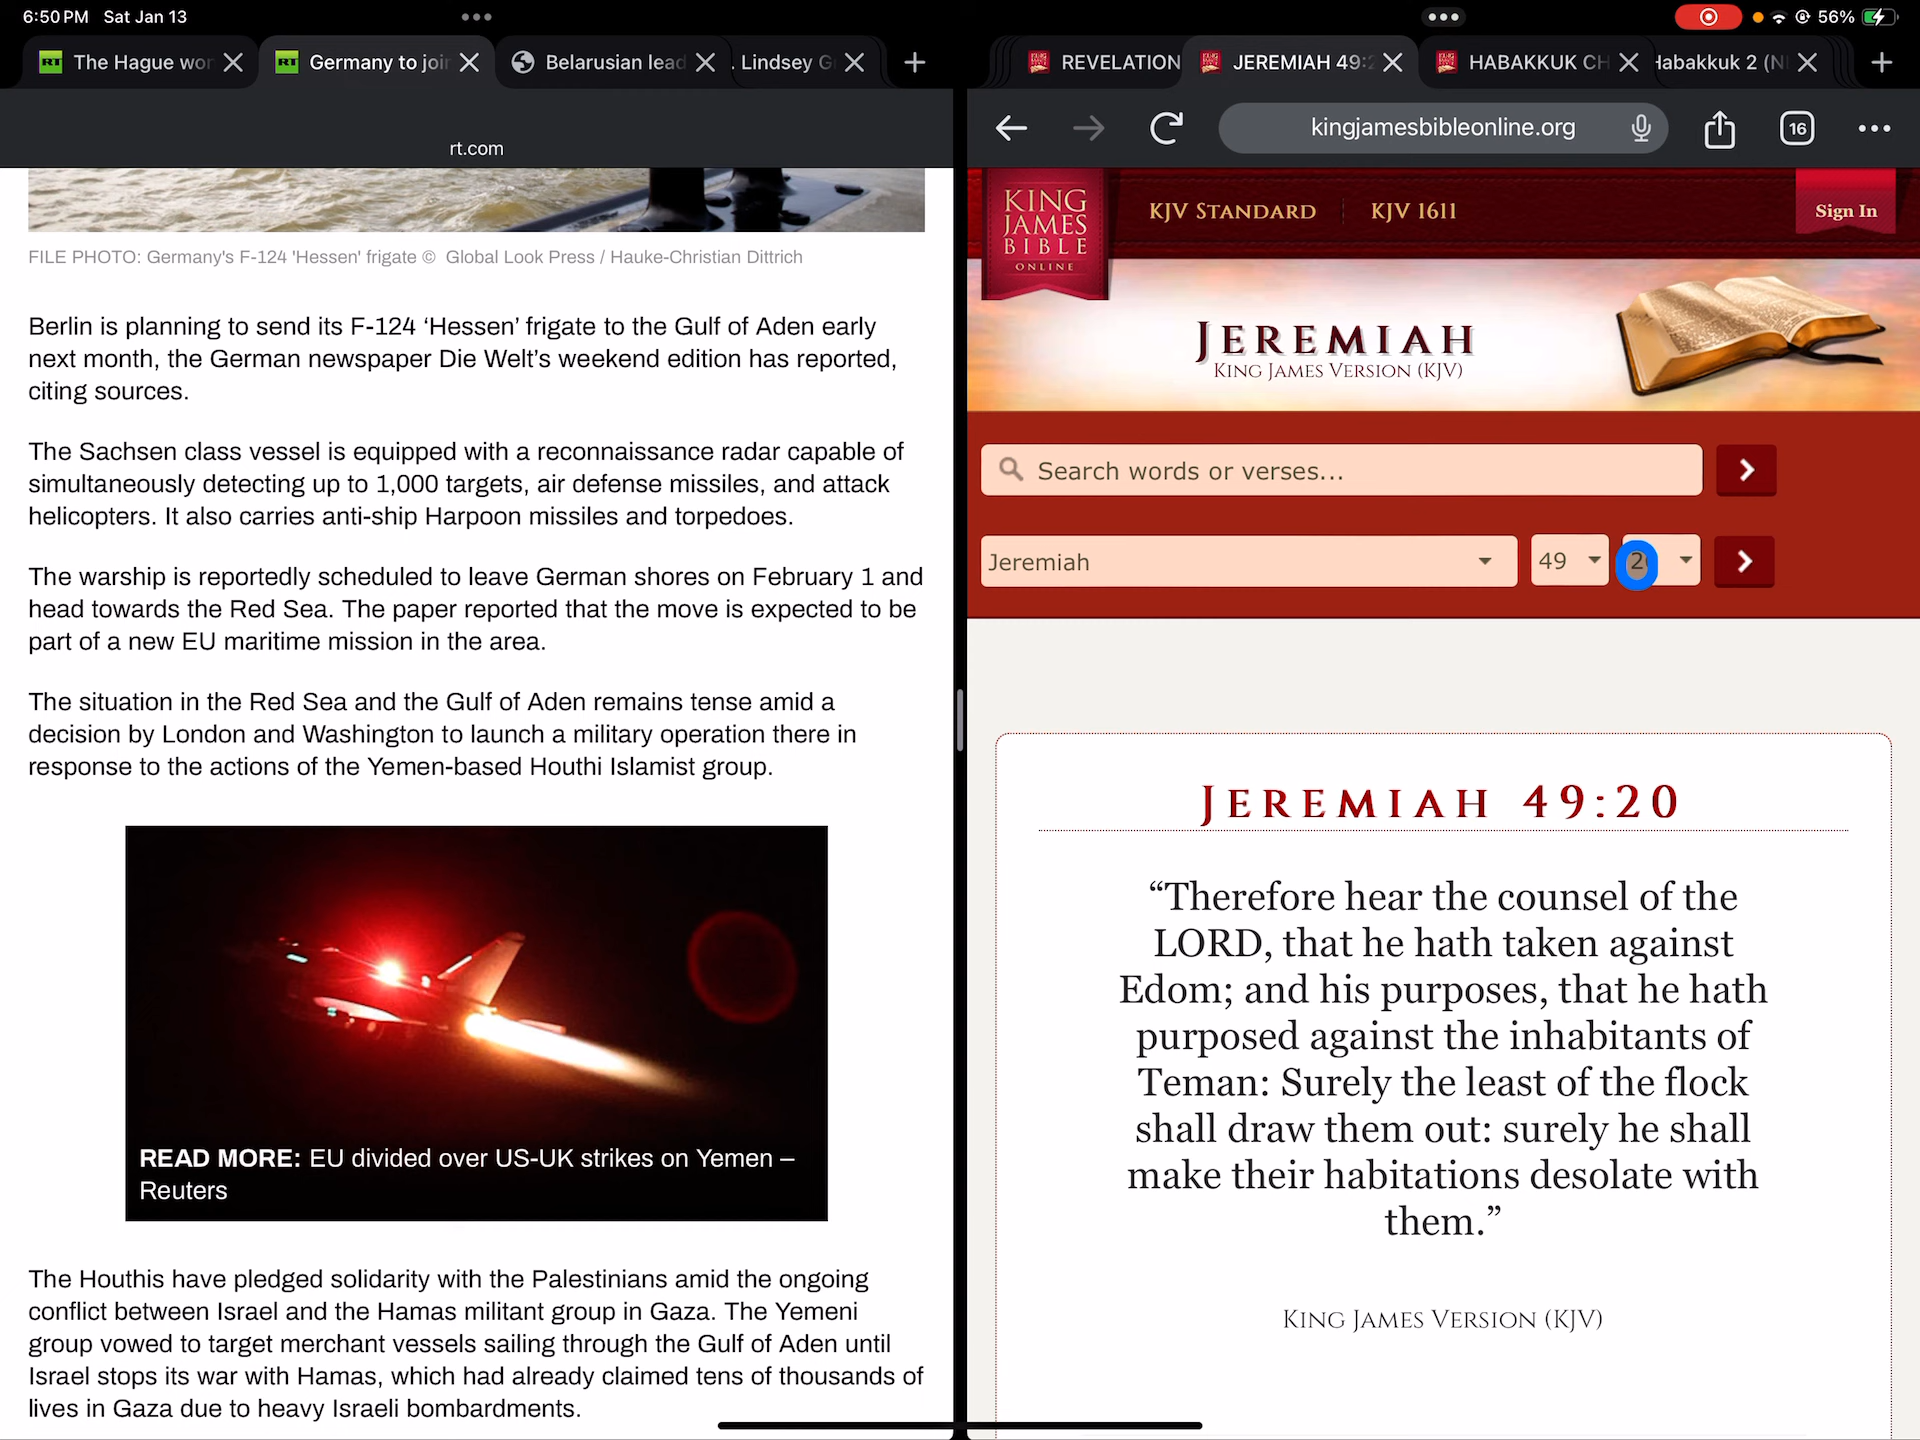 6:50 PM Sat Jan 13
56%
The Hague wor
Germany to joi
Belarusian lead
. Lindsey G
REVELATION
JEREMIAH 49:2
HABAKKUK CH
Habakkuk 2 (N
rt.com
kingjamesbibleonline.org
16
FILE PHOTO: Germany's F-124 'Hessen' frigate © Global Look Press / Hauke-Christian Dittrich
Berlin is planning to send its F-124 ‘Hessen’ frigate to the Gulf of Aden early
next month, the German newspaper Die Welt’s weekend edition has reported,
citing sources.
The Sachsen class vessel is equipped with a reconnaissance radar capable of
simultaneously detecting up to 1,000 targets, air defense missiles, and attack
helicopters. It also carries anti-ship Harpoon missiles and torpedoes.
The warship is reportedly scheduled to leave German shores on February 1 and
head towards the Red Sea. The paper reported that the move is expected to be
part of a new EU maritime mission in the area.
The situation in the Red Sea and the Gulf of Aden remains tense amid a
decision by London and Washington to launch a military operation there in
response to the actions of the Yemen-based Houthi Islamist group.
READ MORE: EU divided over US-UK strikes on Yemen –
Reuters
The Houthis have pledged solidarity with the Palestinians amid the ongoing
conflict between Israel and the Hamas militant group in Gaza. The Yemeni
group vowed to target merchant vessels sailing through the Gulf of Aden until
Israel stops its war with Hamas, which had already claimed tens of thousands of
lives in Gaza due to heavy Israeli bombardments.
KING
JAMES
BIBLE
ONLINE
KJV STANDARD
KJV 1611
Sign In
JEREMIAH
KING JAMES VERSION (KJV)
Search words or verses...
Jeremiah
49
2
JEREMIAH 49:20
“Therefore hear the counsel of the
LORD, that he hath taken against
Edom; and his purposes, that he hath
purposed against the inhabitants of
Teman: Surely the least of the flock
shall draw them out: surely he shall
make their habitations desolate with
them.”
KING JAMES VERSION (KJV)